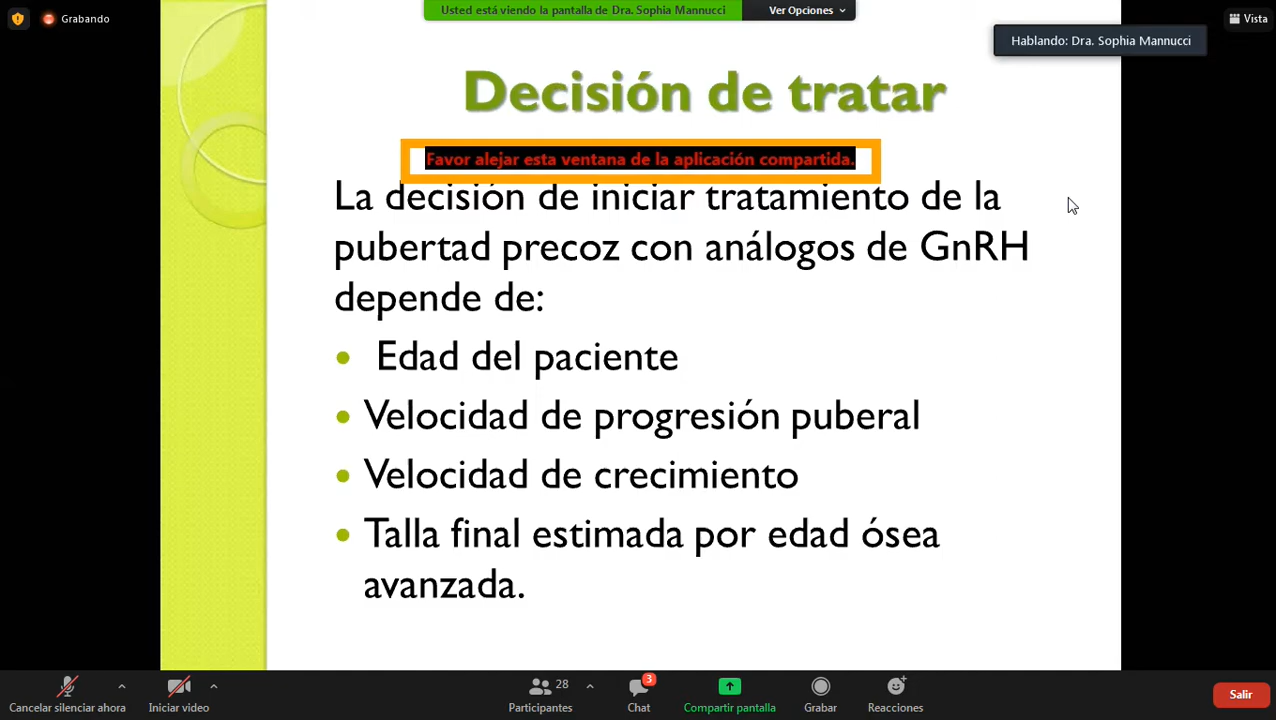 Grabando
Usted está viendo la pantalla de Dra. Sophia Mannucci
Ver Opciones
Vista
Hablando: Dra. Sophia Mannucci
Decisión de tratar
Favor alejar esta ventana de la aplicación compartida.
La decisión de iniciar tratamiento de la
pubertad precoz con análogos de GnRH
depende de:
• Edad del paciente
• Velocidad de progresión puberal
• Velocidad de crecimiento
• Talla final estimada por edad ósea
avanzada.
Cancelar silenciar ahora
Iniciar video
28
Participantes
3
Chat
Compartir pantalla
Grabar
Reacciones
Salir